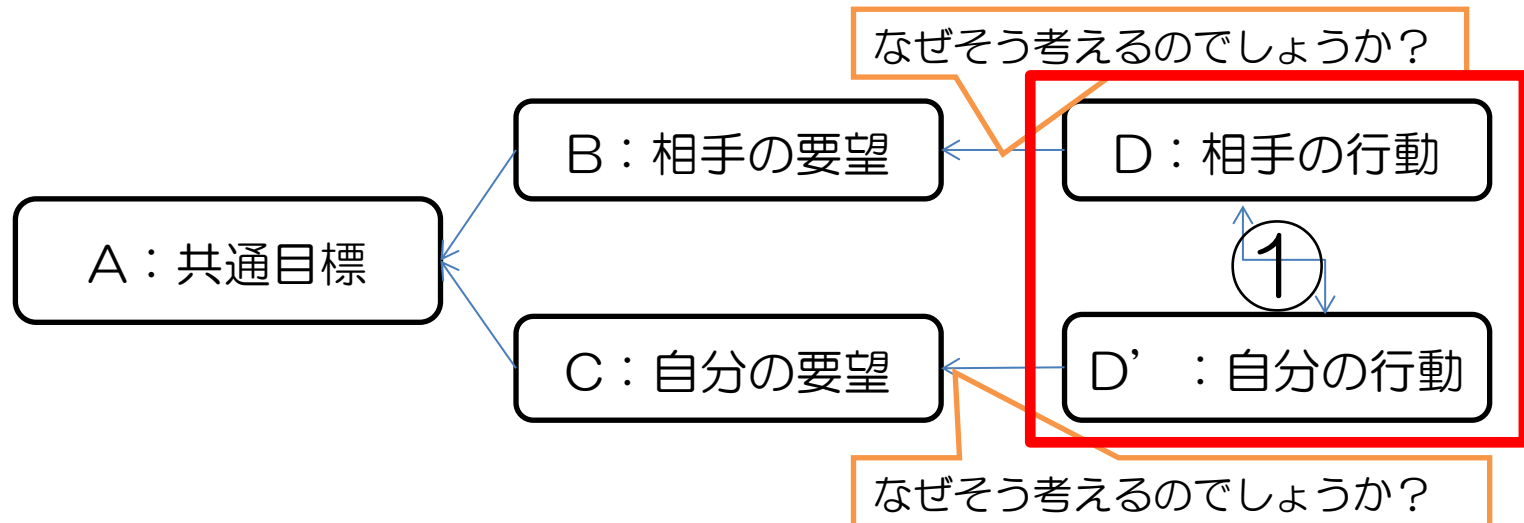 なぜそう考えるのでしょうか？
B：相手の要望
D：相手の行動
A：共通目標
①
C：自分の要望
D’：自分の行動
なぜそう考えるのでしょうか？